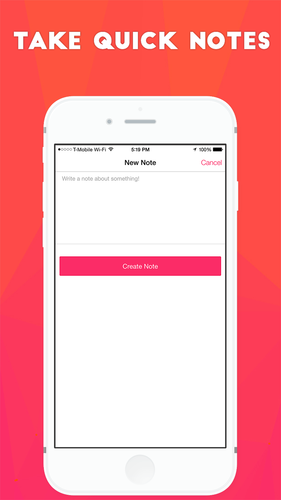 TAKE QUICK NOTES
T-Mobile Wi-Fi 5:19 PM 100%
New Note Cancel
Write a note about something!
Create Note